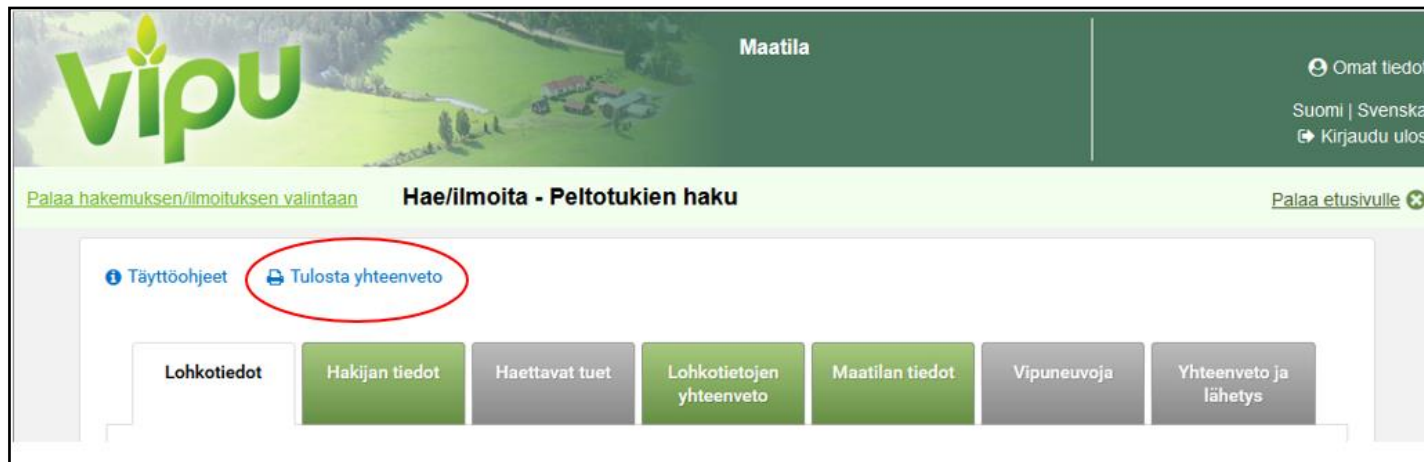 Vipu
Maatila
Omat tiedot
Suomi | Svenska
Kirjaudu ulos
Palaa hakemuksen/ilmoituksen valintaan
Hae/ilmoita - Peltotukien haku
Palaa etusivulle
Täyttöohjeet
Tulosta yhteenveto
Lohkotiedot
Hakijan tiedot
Haettavat tuet
Lohkotietojen
yhteenveto
Maatilan tiedot
Vipuneuvoja
Yhteenveto ja
lähetys